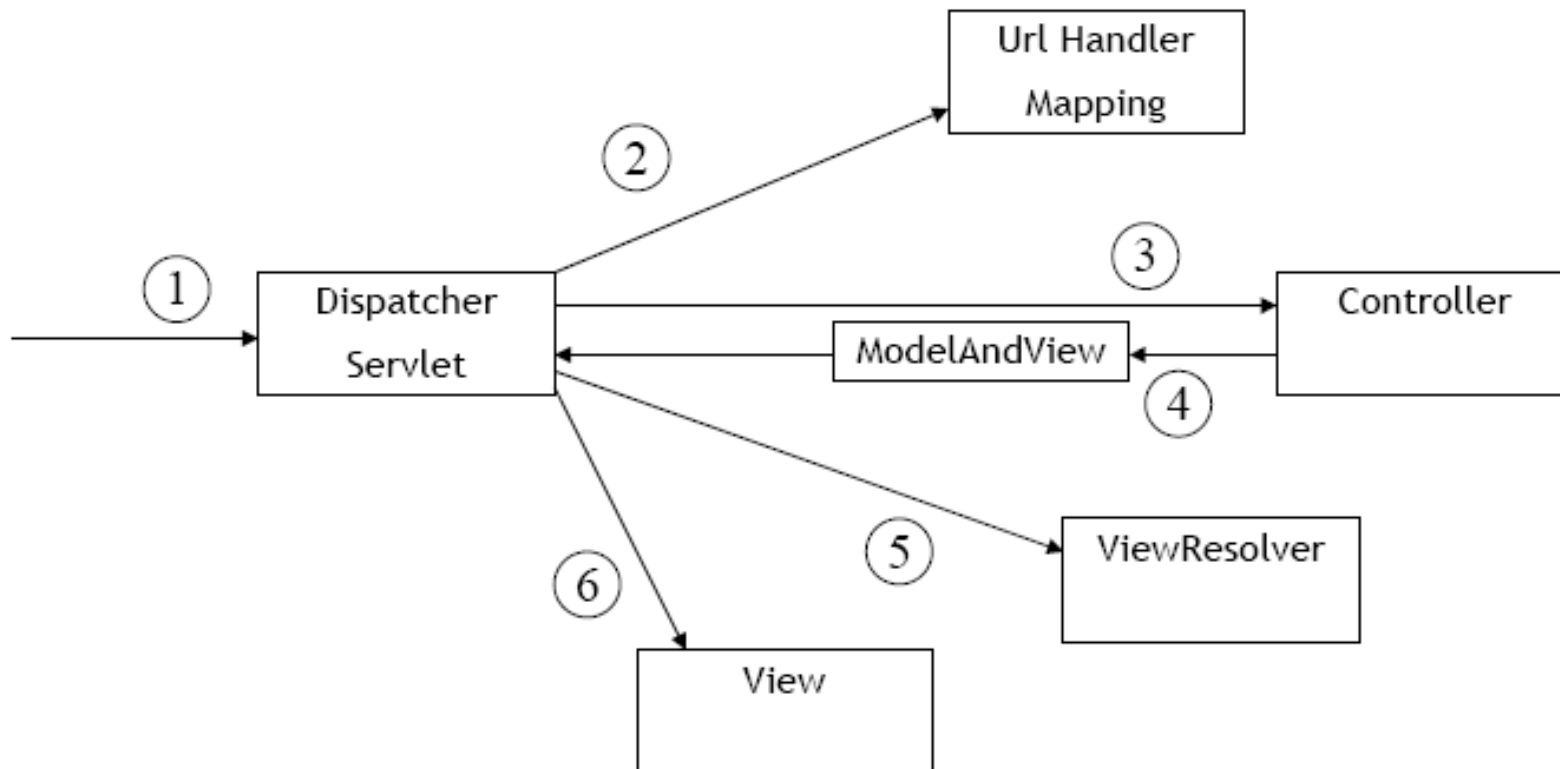 Url Handler
Mapping
2
3
1
Dispatcher
Servlet
Controller
ModelAndView
4
5
ViewResolver
6
View